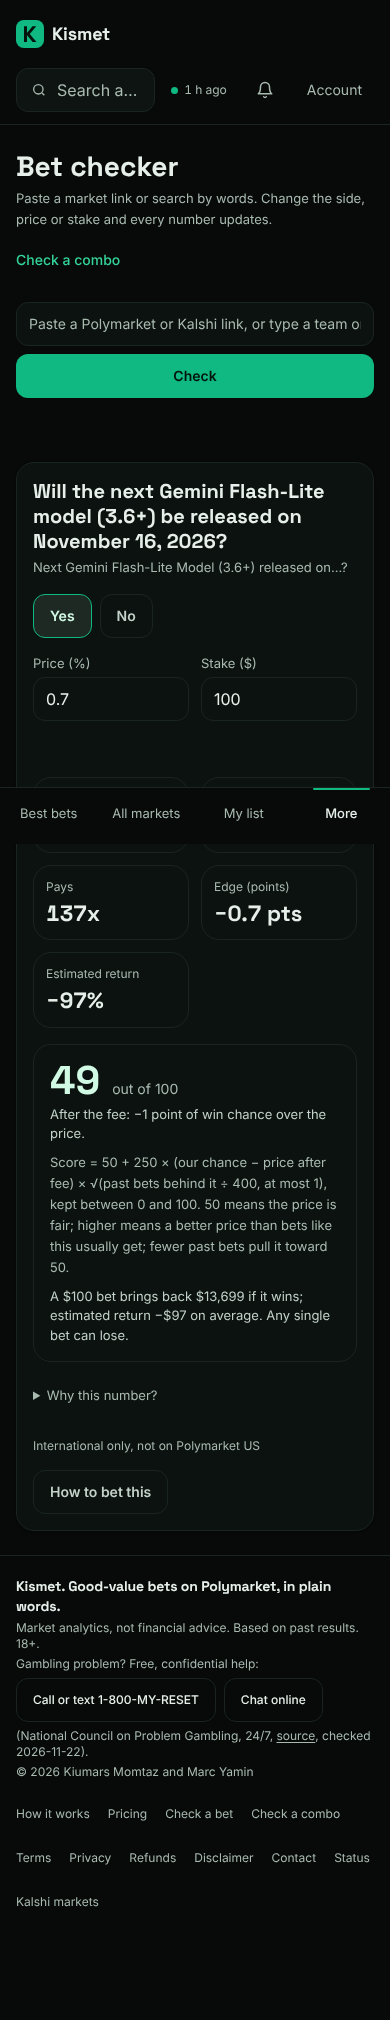 Kismet
Search a...
1 h ago
Account
Bet checker
Paste a market link or search by words. Change the side,
price or stake and every number updates.
Check a combo
Paste a Polymarket or Kalshi link, or type a team o
Check
Will the next Gemini Flash-Lite
model (3.6+) be released on
November 16, 2026?
Next Gemini Flash-Lite Model (3.6+) released on...?
Yes
No
Price (%)
Stake ($)
0.7
100
Best bets
All markets
My list
More
Pays
Edge (points)
137x
−0.7 pts
Estimated return
−97%
49 out of 100
After the fee: −1 point of win chance over the
price.
Score = 50 + 250 × (our chance − price after
fee) × √(past bets behind it ÷ 400, at most 1),
kept between 0 and 100. 50 means the price is
fair; higher means a better price than bets like
this usually get; fewer past bets pull it toward
50.
A $100 bet brings back $13,699 if it wins;
estimated return −$97 on average. Any single
bet can lose.
Why this number?
International only, not on Polymarket US
How to bet this
Kismet. Good-value bets on Polymarket, in plain
words.
Market analytics, not financial advice. Based on past results.
18+.
Gambling problem? Free, confidential help:
Call or text 1-800-MY-RESET
Chat online
(National Council on Problem Gambling, 24/7, source, checked
2026-11-22).
© 2026 Kiumars Momtaz and Marc Yamin
How it works
Pricing
Check a bet
Check a combo
Terms
Privacy
Refunds
Disclaimer
Contact
Status
Kalshi markets